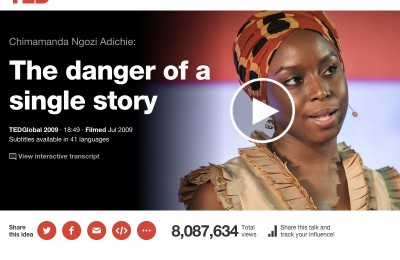 TED
Chimamanda Ngozi Adichie:
The danger of a
single story
TEDGlobal 2009 · 18:49 · Filmed Jul 2009
Subtitles available in 41 languages
View interactive transcript
Share
this idea
8,087,634
Total
views
Share this talk and
track your influence!